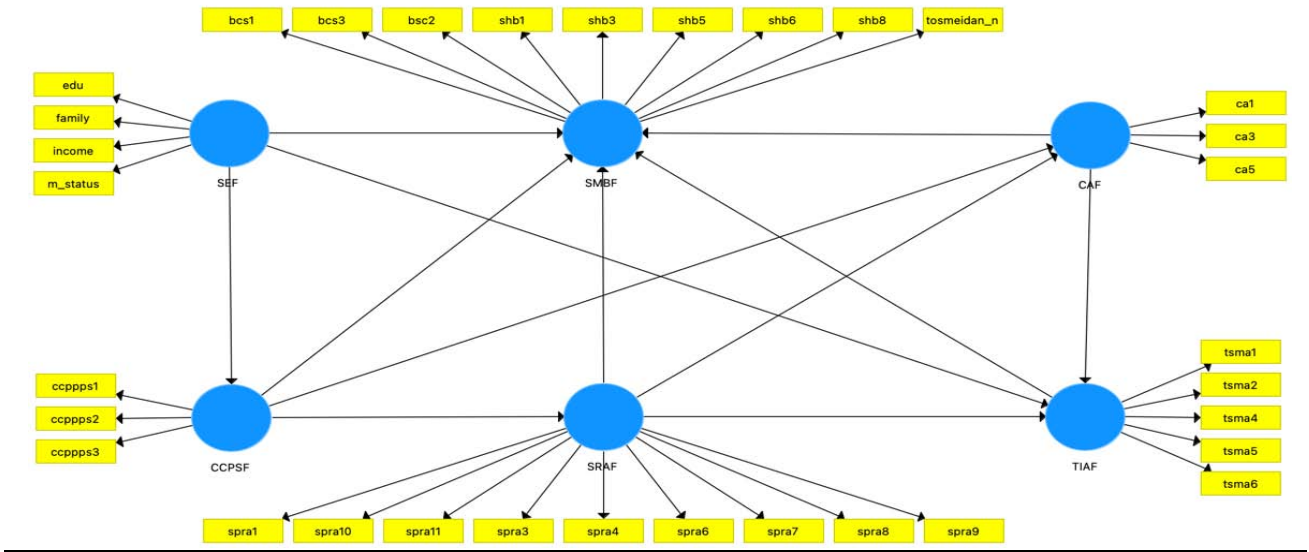 bcs1 bcs3 bsc2 shb1 shb3 shb5 shb6 shb8 tosmeidan_n
edu
family
income
m_status
SEF
SMBF
CAF
ca1
ca3
ca5
ccppps1
ccppps2
ccppps3
CCPSF
SRAF
TIAF
tsma1
tsma2
tsma4
tsma5
tsma6
spra1 spra10 spra11 spra3 spra4 spra6 spra7 spra8 spra9